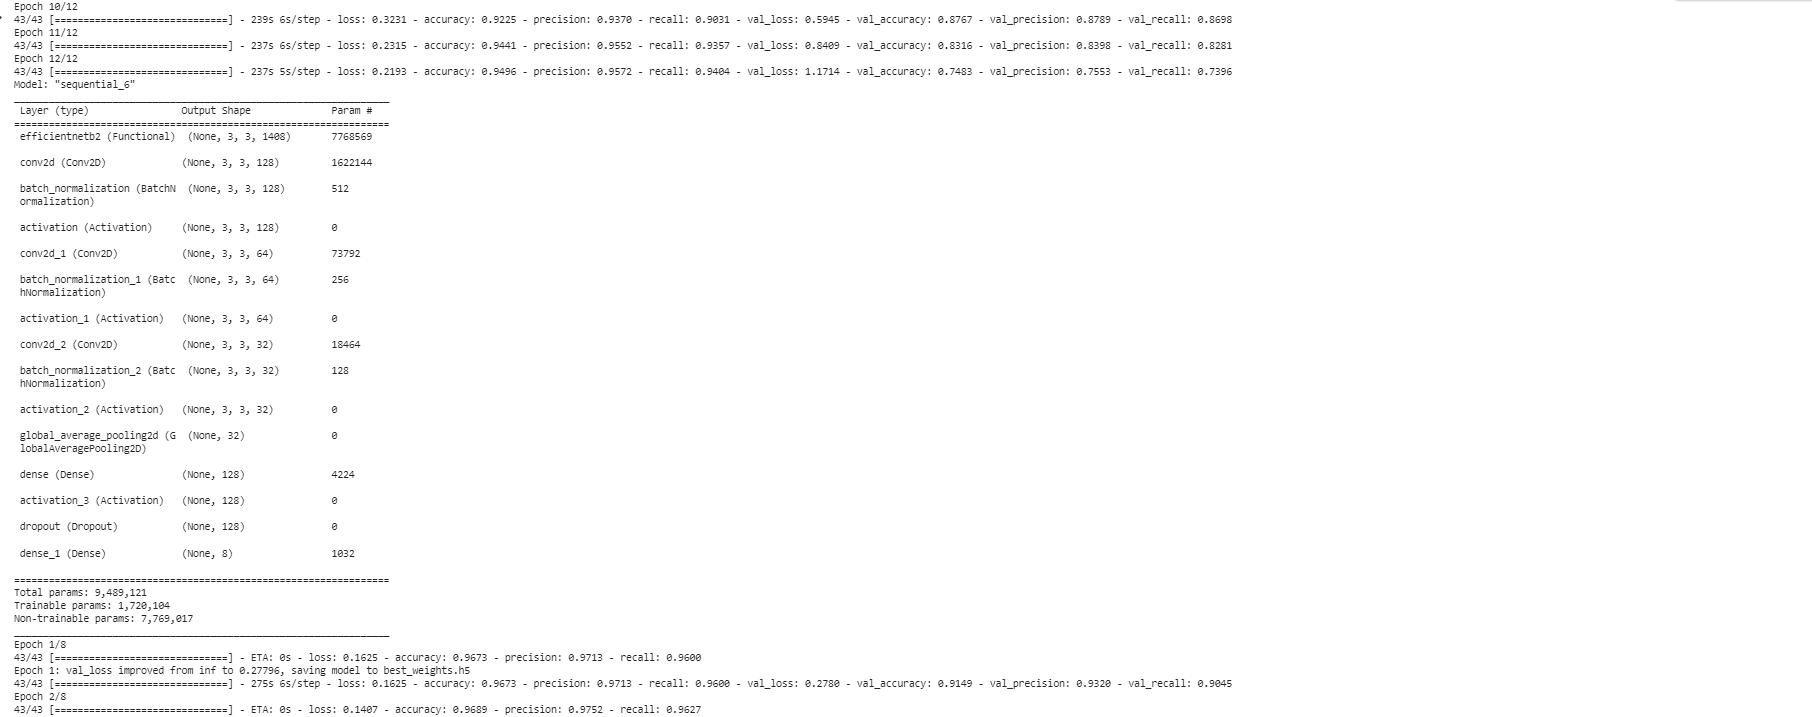 Epoch 10/12
43/43 [==============================] - 239s 6s/step - loss: 0.3231 - accuracy: 0.9225 - precision: 0.9370 - recall: 0.9031 - val_loss: 0.5945 - val_accuracy: 0.8767 - val_precision: 0.8789 - val_recall: 0.8698
Epoch 11/12
43/43 [==============================] - 237s 6s/step - loss: 0.2315 - accuracy: 0.9441 - precision: 0.9552 - recall: 0.9357 - val_loss: 0.8409 - val_accuracy: 0.8316 - val_precision: 0.8398 - val_recall: 0.8281
Epoch 12/12
43/43 [==============================] - 237s 5s/step - loss: 0.2193 - accuracy: 0.9496 - precision: 0.9572 - recall: 0.9404 - val_loss: 1.1714 - val_accuracy: 0.7483 - val_precision: 0.7553 - val_recall: 0.7396
Model: "sequential_6"
_________________________________________________________________
Layer (type) Output Shape Param #
=================================================================
efficientnetb2 (Functional) (None, 3, 3, 1408) 7768569
conv2d (Conv2D) (None, 3, 3, 128) 1622144
batch_normalization (BatchN (None, 3, 3, 128) 512
ormalization)
activation (Activation) (None, 3, 3, 128) 0
conv2d_1 (Conv2D) (None, 3, 3, 64) 73792
batch_normalization_1 (Batc (None, 3, 3, 64) 256
hNormalization)
activation_1 (Activation) (None, 3, 3, 64) 0
conv2d_2 (Conv2D) (None, 3, 3, 32) 18464
batch_normalization_2 (Batc (None, 3, 3, 32) 128
hNormalization)
activation_2 (Activation) (None, 3, 3, 32) 0
global_average_pooling2d (G (None, 32) 0
lobalAveragePooling2D)
dense (Dense) (None, 128) 4224
activation_3 (Activation) (None, 128) 0
dropout (Dropout) (None, 128) 0
dense_1 (Dense) (None, 8) 1032
=================================================================
Total params: 9,489,121
Trainable params: 1,720,104
Non-trainable params: 7,769,017
_________________________________________________________________
Epoch 1/8
43/43 [==============================] - ETA: 0s - loss: 0.1625 - accuracy: 0.9673 - precision: 0.9713 - recall: 0.9600
Epoch 1: val_loss improved from inf to 0.27796, saving model to best_weights.h5
43/43 [==============================] - 275s 6s/step - loss: 0.1625 - accuracy: 0.9673 - precision: 0.9713 - recall: 0.9600 - val_loss: 0.2780 - val_accuracy: 0.9149 - val_precision: 0.9320 - val_recall: 0.9045
Epoch 2/8
43/43 [==============================] - ETA: 0s - loss: 0.1407 - accuracy: 0.9689 - precision: 0.9752 - recall: 0.9627